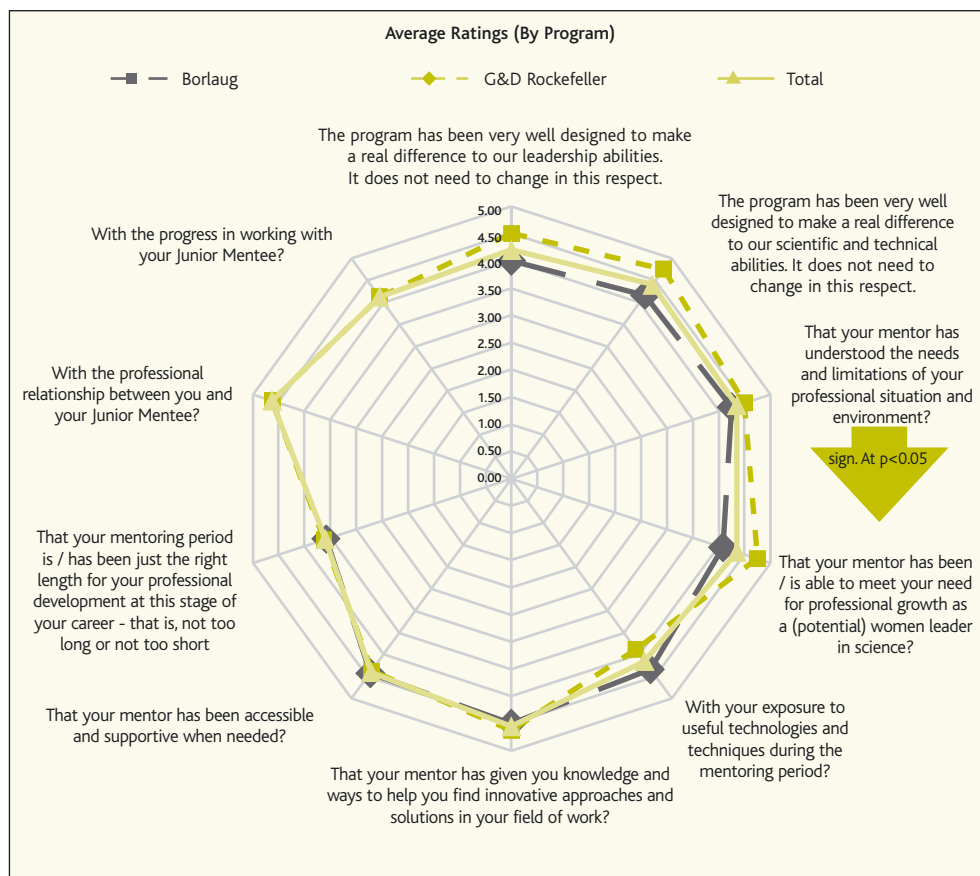 Average Ratings (By Program)
Borlaug
G&D Rockefeller
Total
The program has been very well designed to make
a real difference to our leadership abilities.
It does not need to change in this respect.
The program has been very well
designed to make a real difference
to our scientific and technical
abilities. It does not need to
change in this respect.
With the progress in working with
your Junior Mentee?
5.00
4.50
4.00
3.50
3.00
2.50
2.00
1.50
1.00
0.50
0.00
That your mentor has
understood the needs
and limitations of your
professional situation and
environment?
With the professional
relationship between you and
your Junior Mentee?
sign. At p<0.05
That your mentoring period
is / has been just the right
length for your professional
development at this stage of
your career - that is, not too
long or not too short
That your mentor has been
/ is able to meet your need
for professional growth as
a (potential) women leader
in science?
That your mentor has been accessible
and supportive when needed?
With your exposure to
useful technologies and
techniques during the
mentoring period?
That your mentor has given you knowledge and
ways to help you find innovative approaches and
solutions in your field of work?